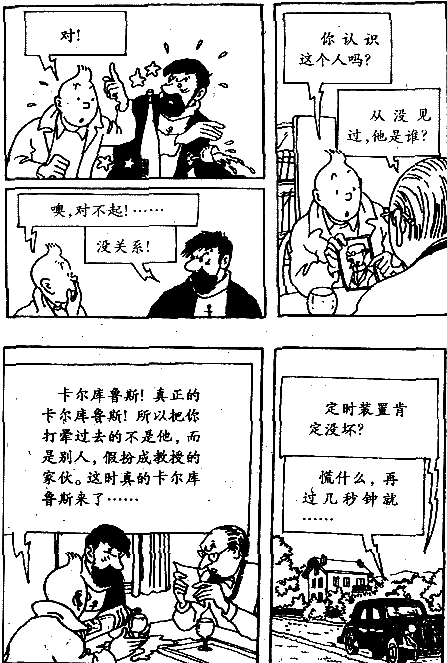 对！
噢,对不起！……
没关系！
你认识
这个人吗？
从没见
过,他是谁？
卡尔库鲁斯！真正的
卡尔库鲁斯！所以把你
打晕过去的不是他，而
是别人，假扮成教授的
家伙。这时真的卡尔库
鲁斯来了……
定时装置肯
定没坏？
慌什么，再
过几秒钟就
……